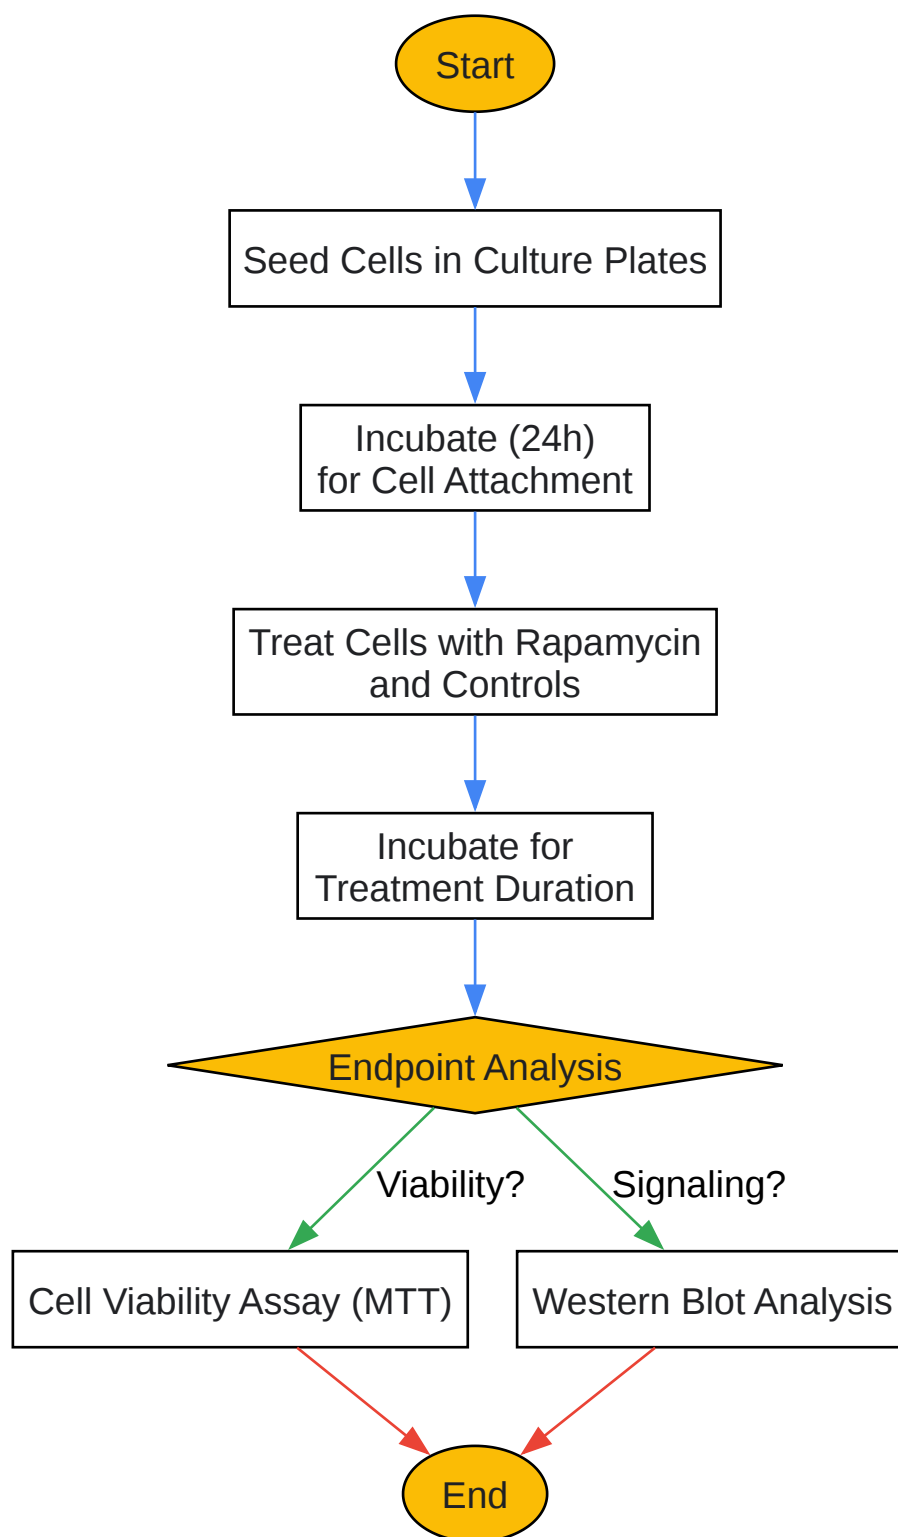 Start
Seed Cells in Culture Plates
Incubate (24h)
for Cell Attachment
Treat Cells with Rapamycin
and Controls
Incubate for
Treatment Duration
Endpoint Analysis
Viability?
Signaling?
Cell Viability Assay (MTT)
Western Blot Analysis
End